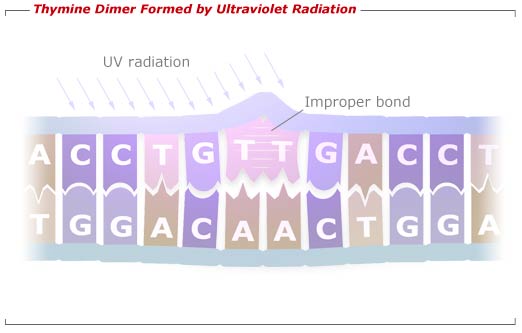 Thymine Dimer Formed by Ultraviolet Radiation
UV radiation
Improper bond
A C C T G T T G A C C T
T G G A C A A C T G G A